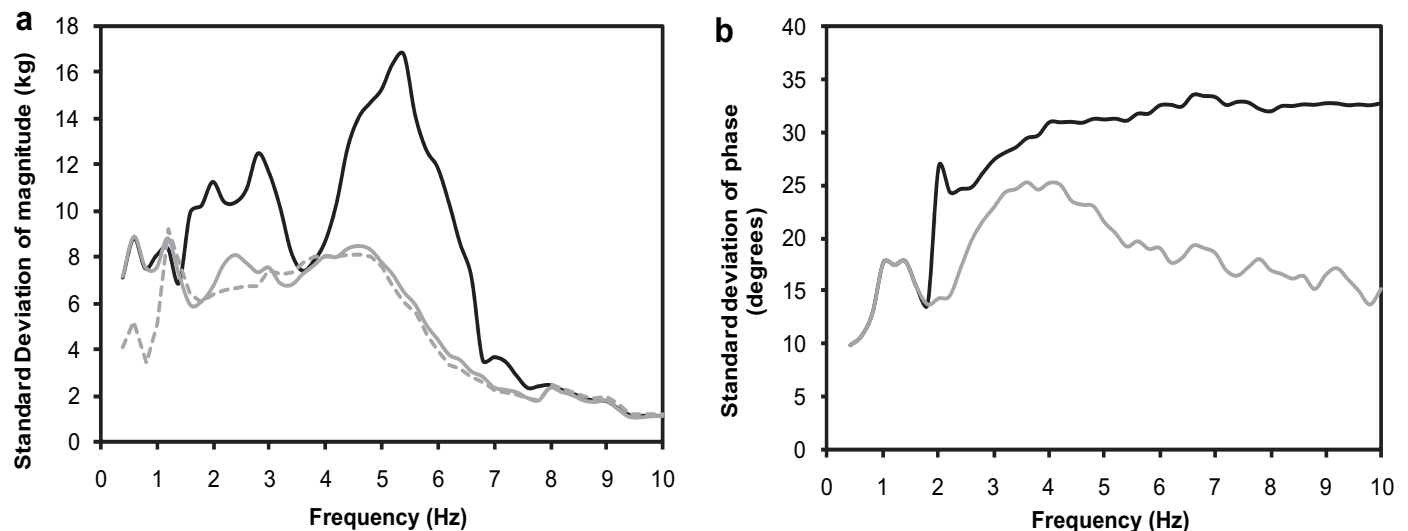 a
Standard Deviation of magnitude (kg)
18
16
14
12
10
8
6
4
2
0
0 1 2 3 4 5 6 7 8 9 10
Frequency (Hz)
b
Standard deviation of phase
(degrees)
40
35
30
25
20
15
10
5
0
0 1 2 3 4 5 6 7 8 9 10
Frequency (Hz)